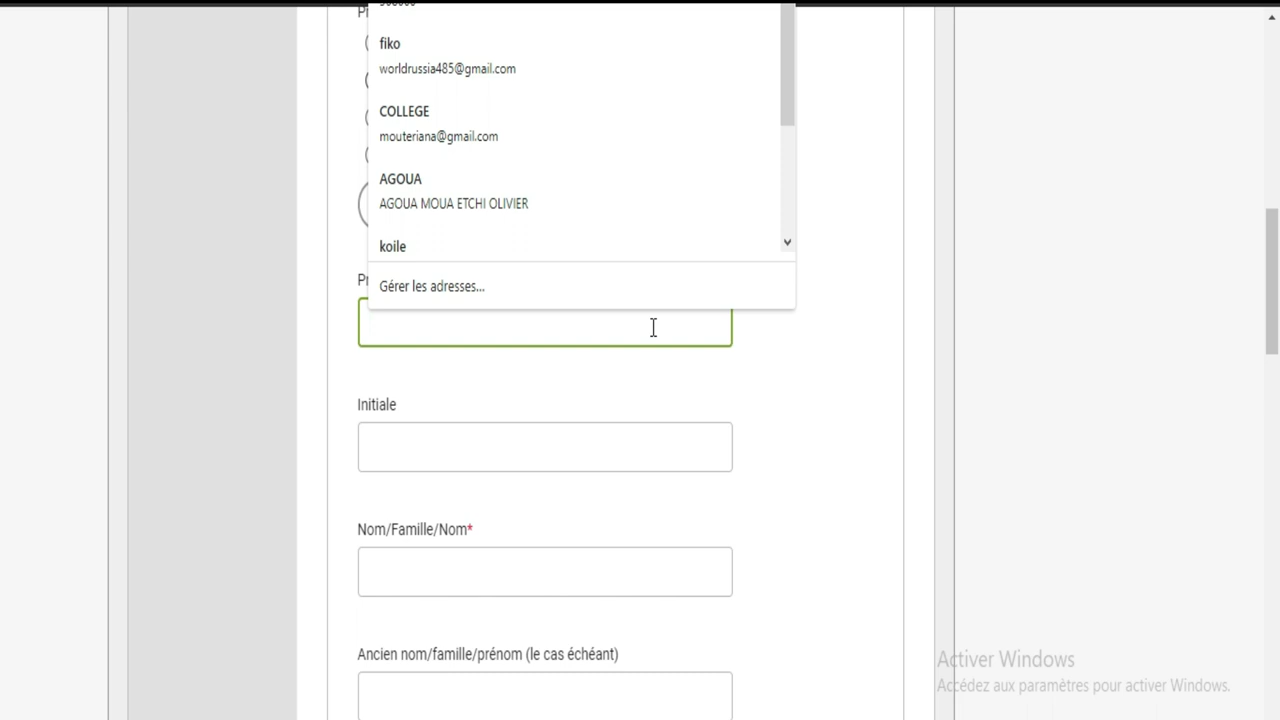 fiko
worldrussia485@gmail.com
COLLEGE
mouteriana@gmail.com
AGOUA
AGOUA MOUA ETCHI OLIVIER
koile
Gérer les adresses...
Initiale
Nom/Famille/Nom*
Ancien nom/famille/prénom (le cas échéant)
Activer Windows
Accédez aux paramètres pour activer Windows.